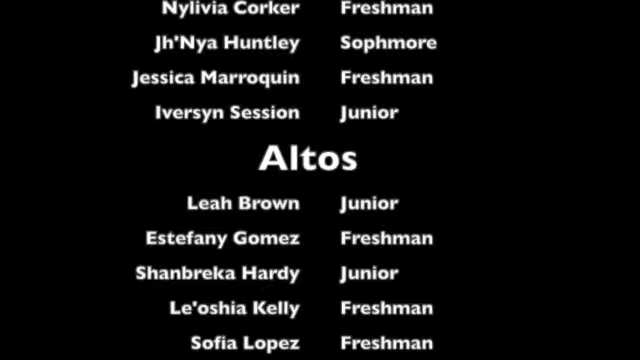 Nylivia Corker Freshman
Jh'Nya Huntley Sophmore
Jessica Marroquin Freshman
Iversyn Session Junior
Altos
Leah Brown Junior
Estefany Gomez Freshman
Shanbreka Hardy Junior
Le'oshia Kelly Freshman
Sofia Lopez Freshman